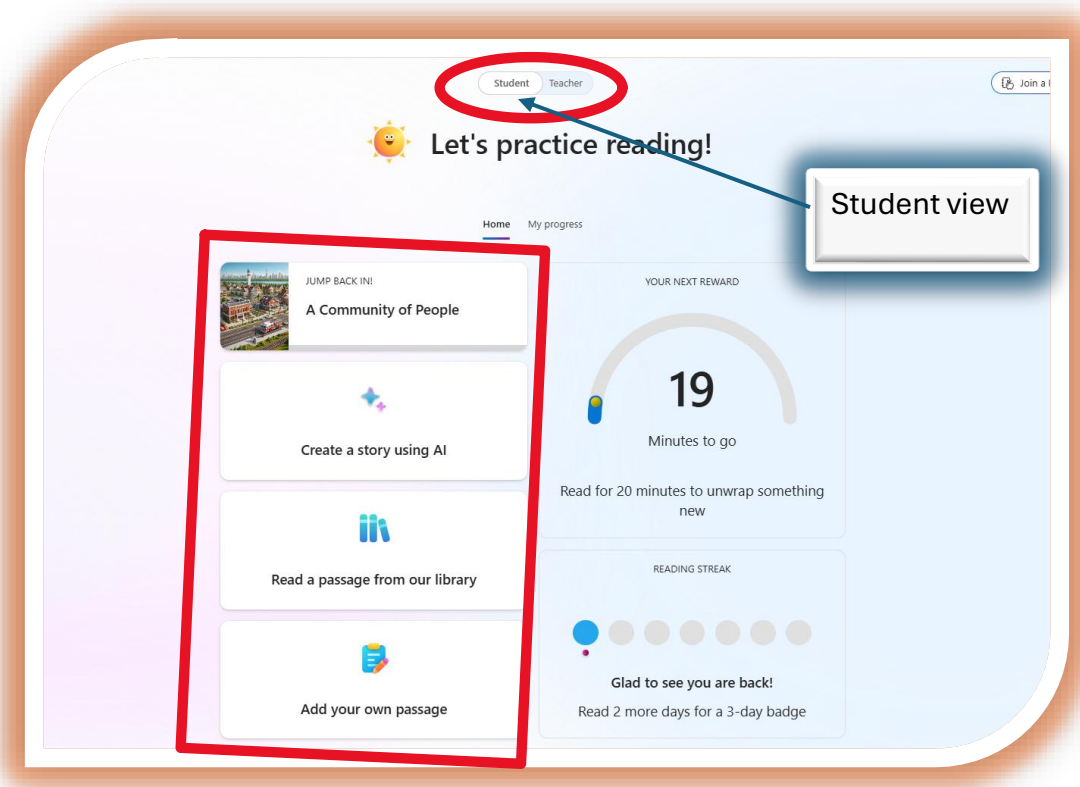 Student Teacher
Join a
Let's practice reading!
Student view
Home My progress
JUMP BACK IN!
A Community of People
Create a story using AI
Read a passage from our library
Add your own passage
YOUR NEXT REWARD
19
Minutes to go
Read for 20 minutes to unwrap something
new
READING STREAK
Glad to see you are back!
Read 2 more days for a 3-day badge